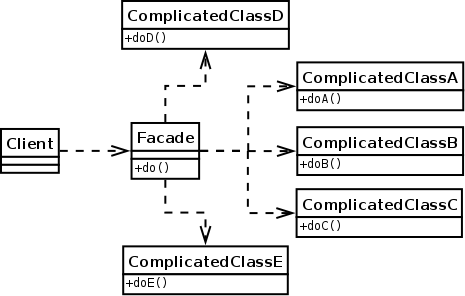 ComplicatedClassD
+doD()
ComplicatedClassA
+doA()
Client
Facade
+do()
ComplicatedClassB
+doB()
ComplicatedClassC
+doC()
ComplicatedClassE
+doE()